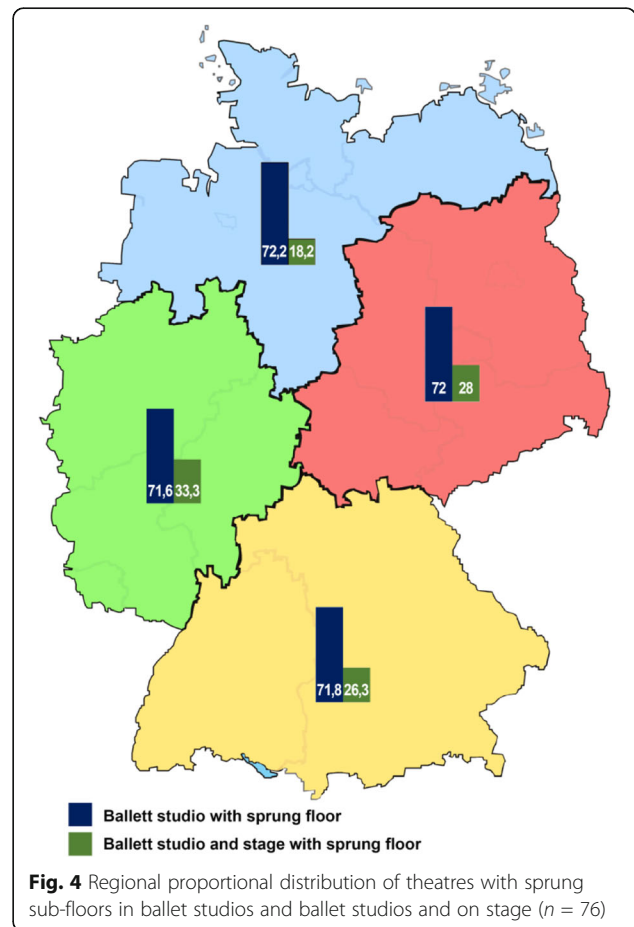 72,2 18,2
72 28
71,6 33,3
71,8 26,3
Ballett studio with sprung floor
Ballett studio and stage with sprung floor
Fig. 4 Regional proportional distribution of theatres with sprung
sub-floors in ballet studios and ballet studios and on stage (n = 76)